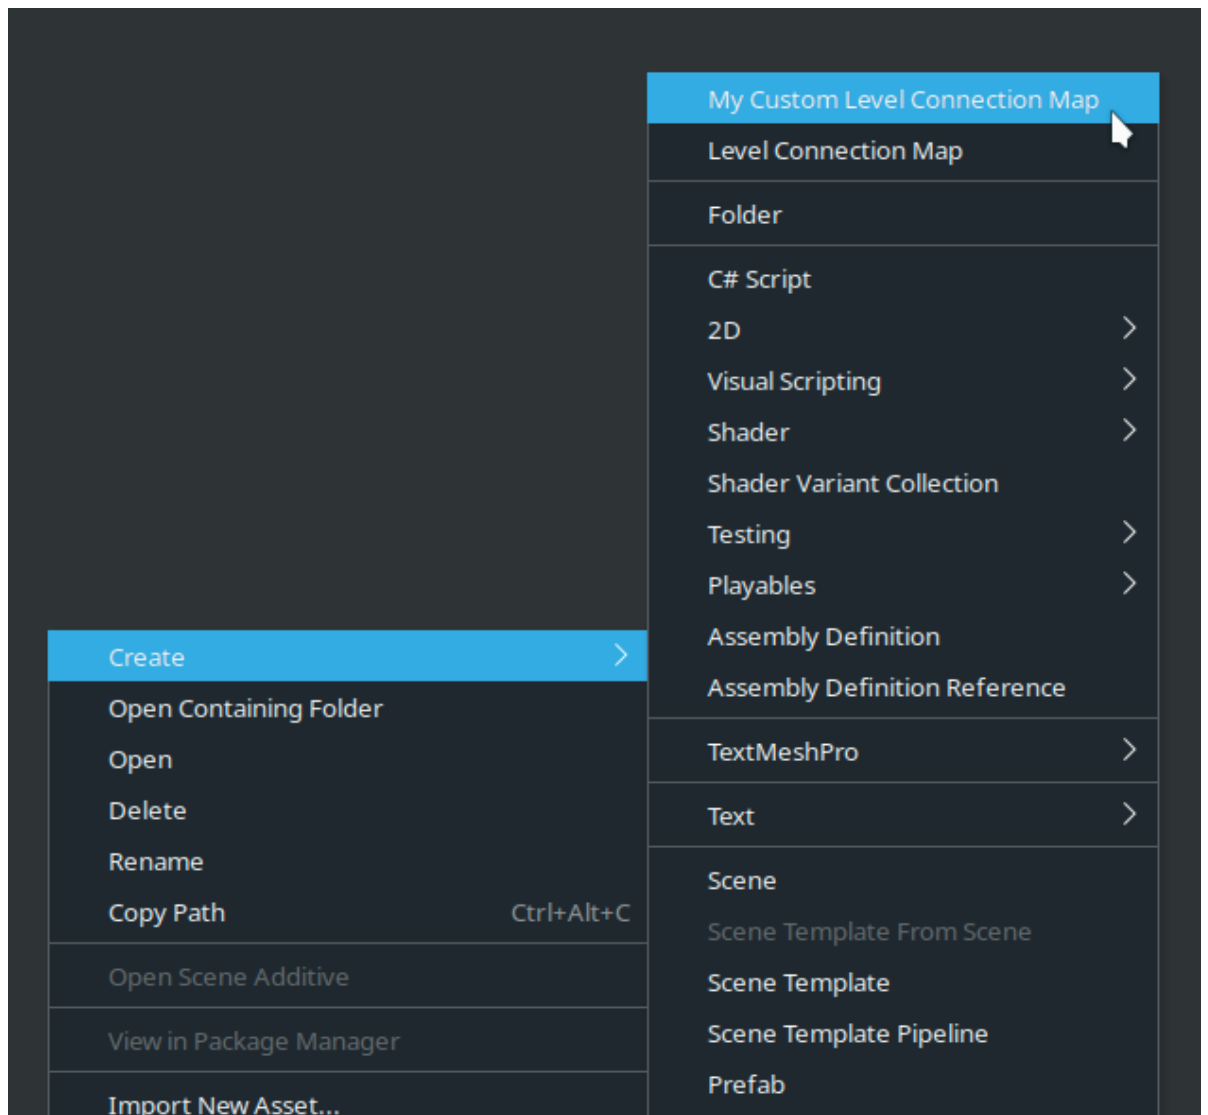 My Custom Level Connection Map
Level Connection Map
Folder
C# Script
2D
Visual Scripting
Shader
Shader Variant Collection
Testing
Playables
Assembly Definition
Assembly Definition Reference
TextMeshPro
Text
Scene
Scene Template From Scene
Scene Template
Scene Template Pipeline
Prefab
Create
Open Containing Folder
Open
Delete
Rename
Copy Path Ctrl+Alt+C
Open Scene Additive
View in Package Manager
Import New Asset...